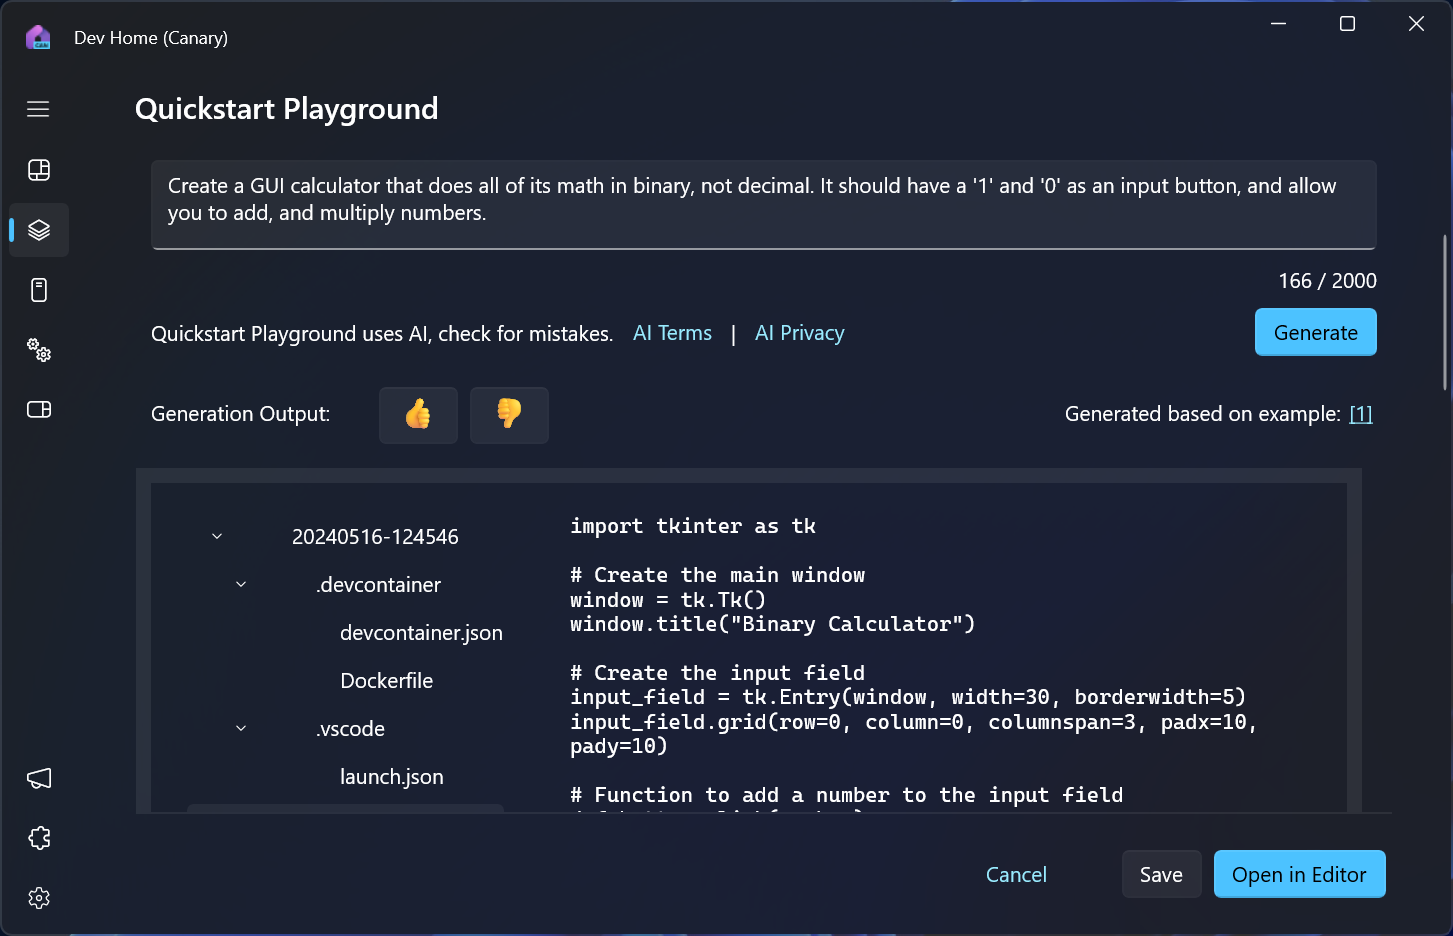 Dev Home (Canary)
Quickstart Playground
Create a GUI calculator that does all of its math in binary, not decimal. It should have a '1' and '0' as an input button, and allow
you to add, and multiply numbers.
166 / 2000
Quickstart Playground uses AI, check for mistakes. AI Terms | AI Privacy
Generate
Generation Output:
Generated based on example: [1]
20240516-124546
.devcontainer
devcontainer.json
Dockerfile
.vscode
launch.json
import tkinter as tk
# Create the main window
window = tk.Tk()
window.title("Binary Calculator")
# Create the input field
input_field = tk.Entry(window, width=30, borderwidth=5)
input_field.grid(row=0, column=0, columnspan=3, padx=10,
pady=10)
# Function to add a number to the input field
Cancel
Save
Open in Editor